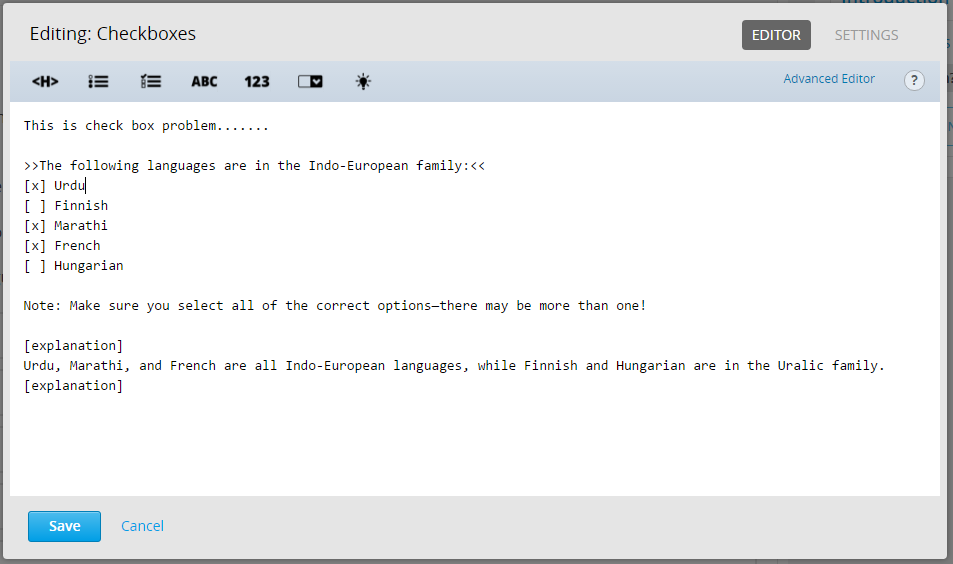 Introduction
Editing: Checkboxes
EDITOR SETTINGS
<H> ABC 123 Advanced Editor ?
This is check box problem.......
>>The following languages are in the Indo-European family:<<
[x] Urdu
[ ] Finnish
[x] Marathi
[x] French
[ ] Hungarian
Note: Make sure you select all of the correct options—there may be more than one!
[explanation]
Urdu, Marathi, and French are all Indo-European languages, while Finnish and Hungarian are in the Uralic family.
[explanation]
Save Cancel